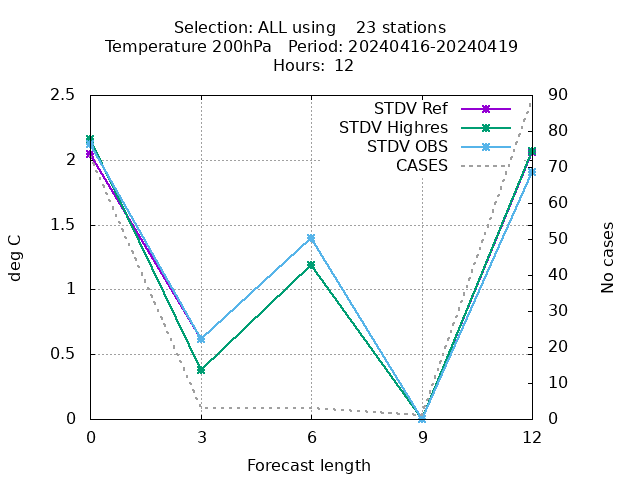 Selection: ALL using    23 stations
Temperature 200hPa   Period: 20240416-20240419
Hours: 12
STDV Ref
STDV Highres
STDV OBS
CASES
2.5
2
1.5
1
0.5
0
deg C
90
80
70
60
50
40
30
20
10
0
No cases
0 3 6 9 12
Forecast length